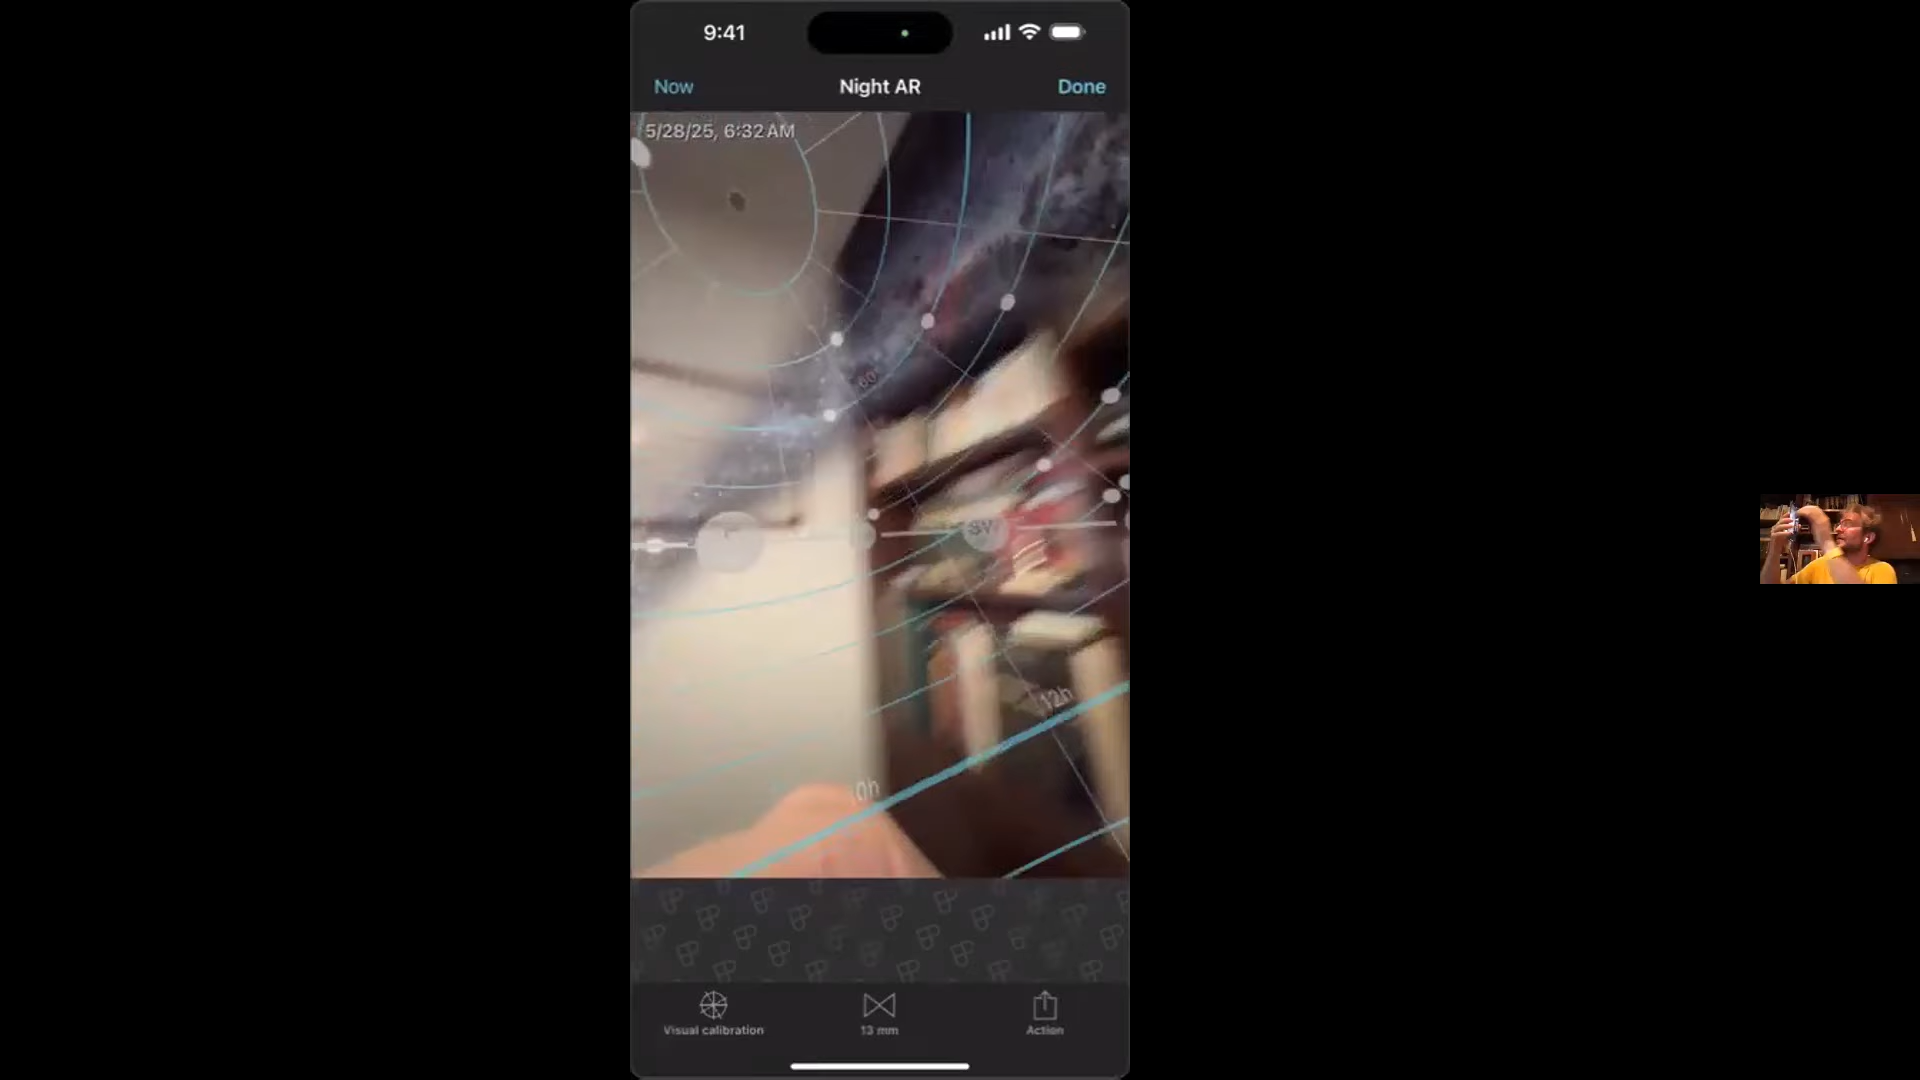 9:41
Now Night AR Done
5/28/25, 6:32 AM
SV
12h
0h
Visual calibration 13 mm Action